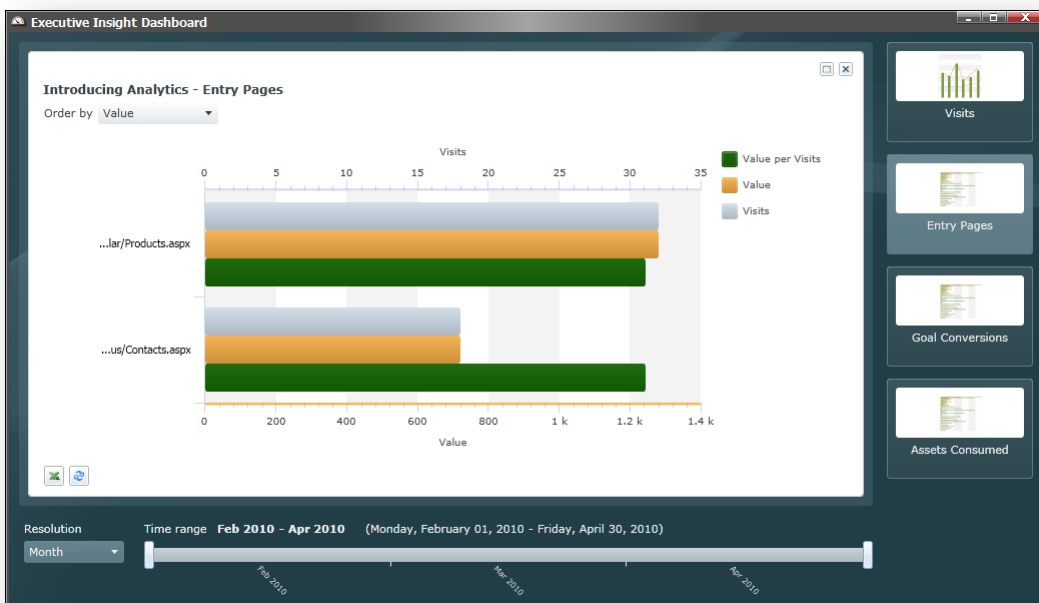 Executive Insight Dashboard
Introducing Analytics - Entry Pages
Order by Value
Visits
0 5 10 15 20 25 30 35
Value per Visits
Value
Visits
...lar/Products.aspx
...us/Contacts.aspx
0 200 400 600 800 1 k 1.2 k 1.4 k
Value
Visits
Entry Pages
Goal Conversions
Assets Consumed
Resolution
Month
Time range Feb 2010 - Apr 2010 (Monday, February 01, 2010 - Friday, April 30, 2010)
Feb 2010
Mar 2010
Apr 2010